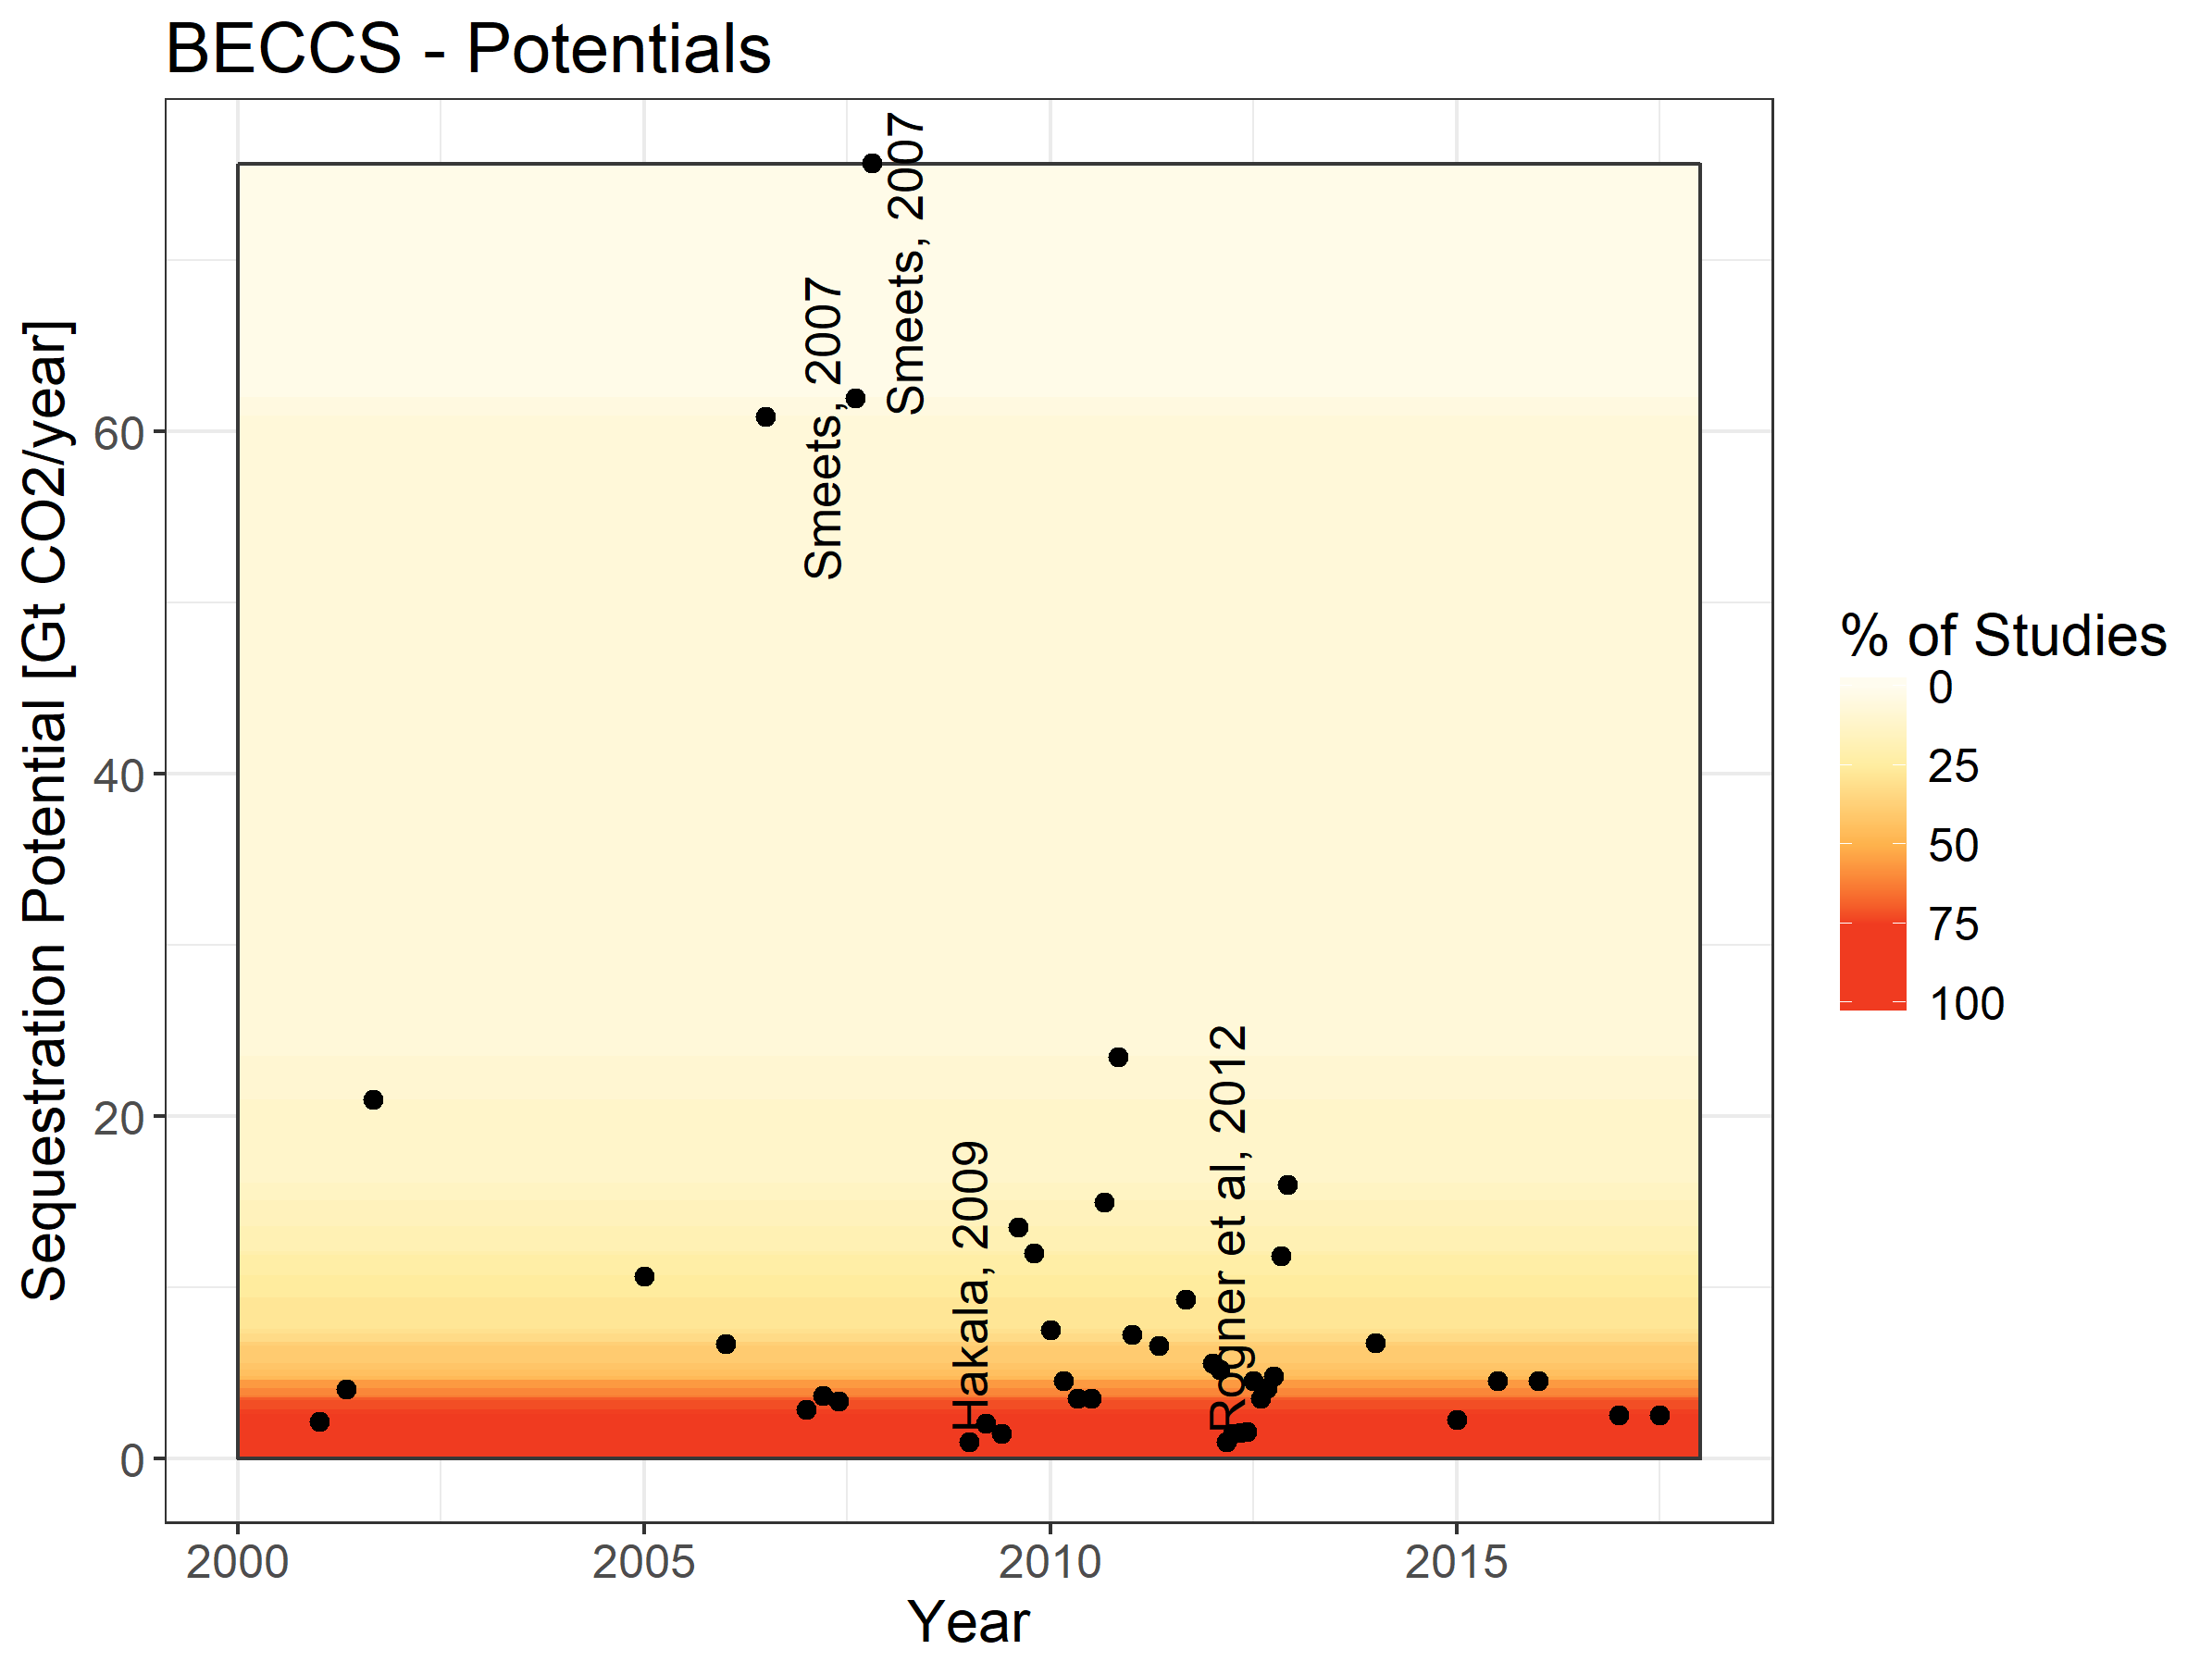 BECCS - Potentials
Sequestration Potential [Gt CO2/year]
60
40
20
0
Smeets, 2007
Smeets, 2007
Hakala, 2009
Rogner et al, 2012
2000
2005
2010
2015
Year
% of Studies
0
25
50
75
100